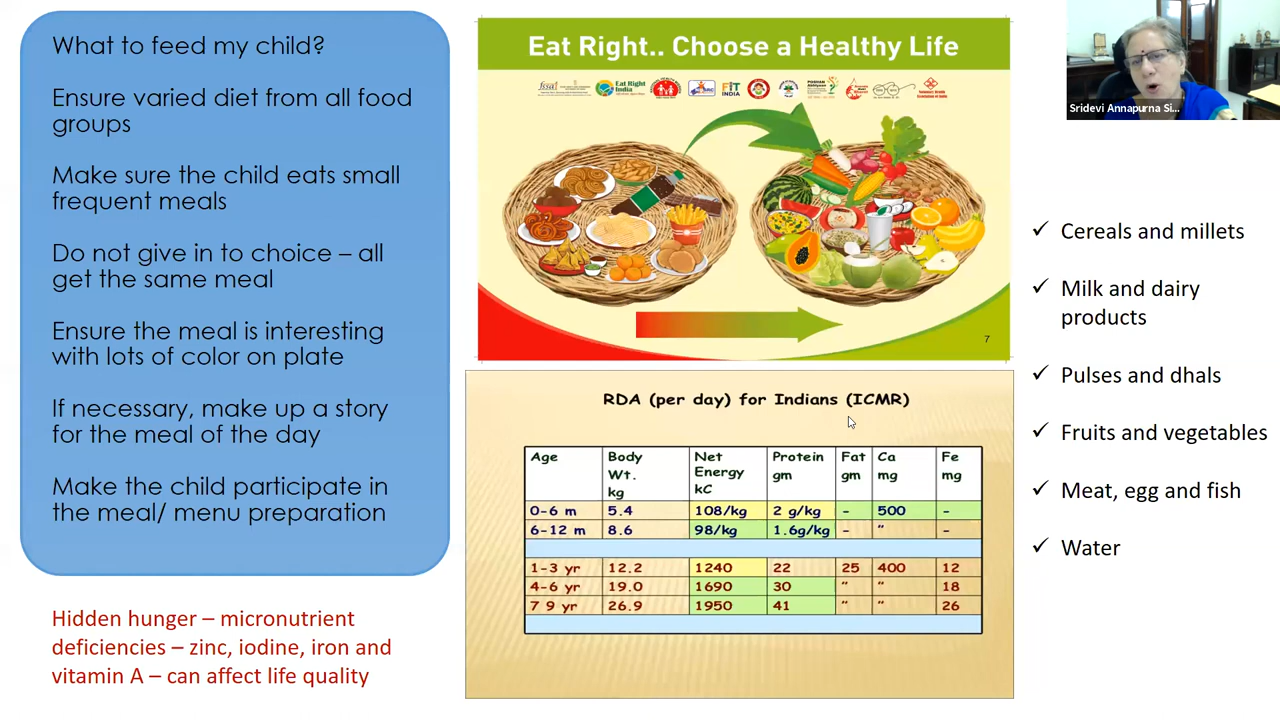 What to feed my child?
Ensure varied diet from all food
groups
Make sure the child eats small
frequent meals
Do not give in to choice – all
get the same meal
Ensure the meal is interesting
with lots of color on plate
If necessary, make up a story
for the meal of the day
Make the child participate in
the meal/ menu preparation
Hidden hunger – micronutrient
deficiencies – zinc, iodine, iron and
vitamin A – can affect life quality
Eat Right.. Choose a Healthy Life
fssai
Eat Right
India
FIT
INDIA
7
RDA (per day) for Indians (ICMR)
Age Body Wt. kg Net Energy kC Protein gm Fat gm Ca mg Fe mg
0-6 m 5.4 108/kg 2 g/kg - 500 -
6-12 m 8.6 98/kg 1.6g/kg - " -
1-3 yr 12.2 1240 22 25 400 12
4-6 yr 19.0 1690 30 " " 18
7 9 yr 26.9 1950 41 " " 26
Sridevi Annapurna Si...
✓ Cereals and millets
✓ Milk and dairy
products
✓ Pulses and dhals
✓ Fruits and vegetables
✓ Meat, egg and fish
✓ Water